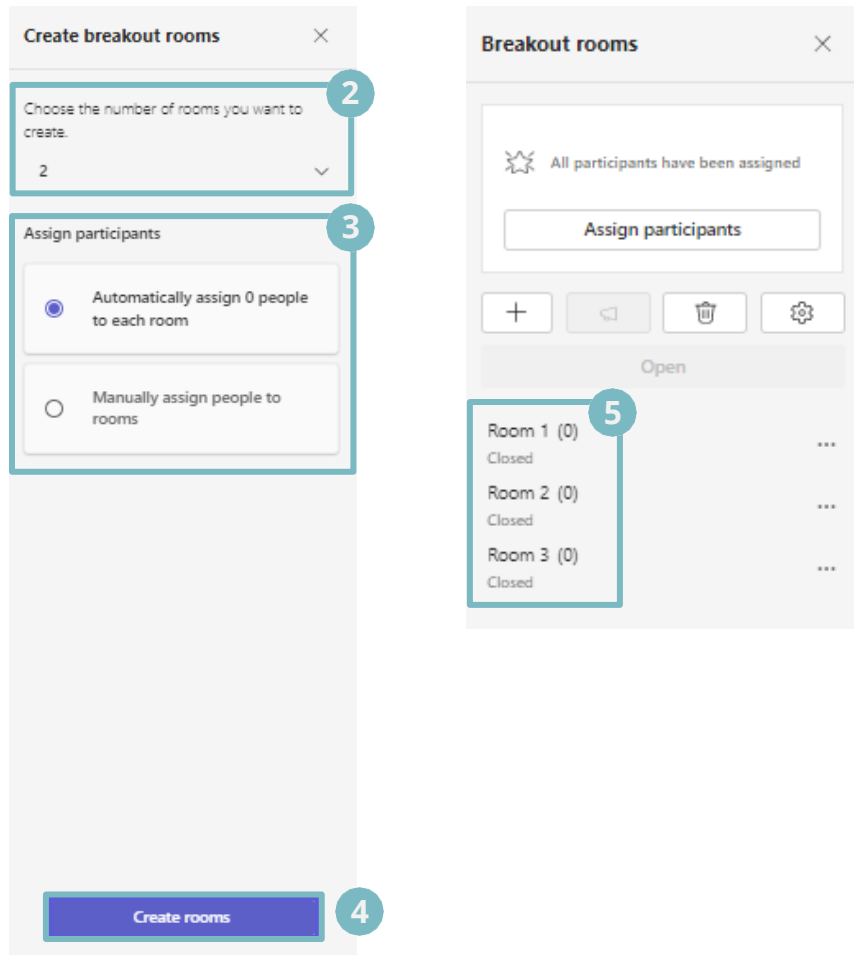 Create breakout rooms
2
Choose the number of rooms you want to
create.
2
3
Assign participants
Automatically assign 0 people
to each room
Manually assign people to
rooms
Create rooms
4
Breakout rooms
All participants have been assigned
Assign participants
Open
5
Room 1 (0)
Closed
Room 2 (0)
Closed
Room 3 (0)
Closed